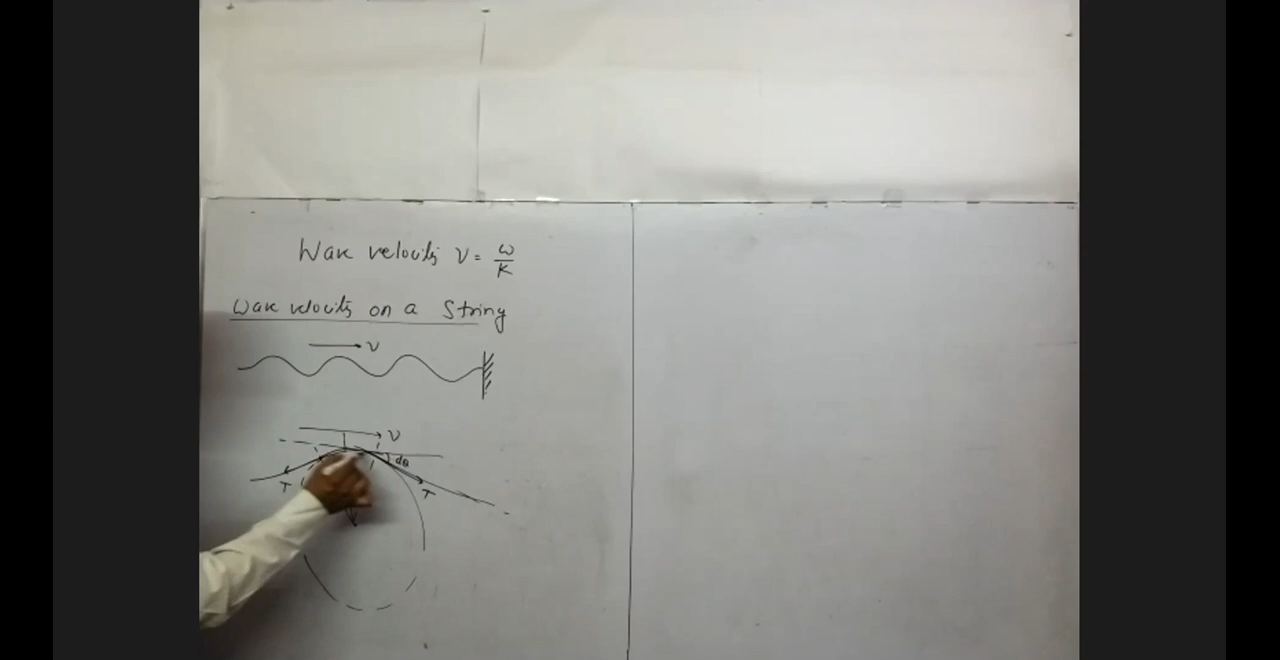 Wave velocity v = ω/K
Wave velocity on a String
v
v
dθ
T
T